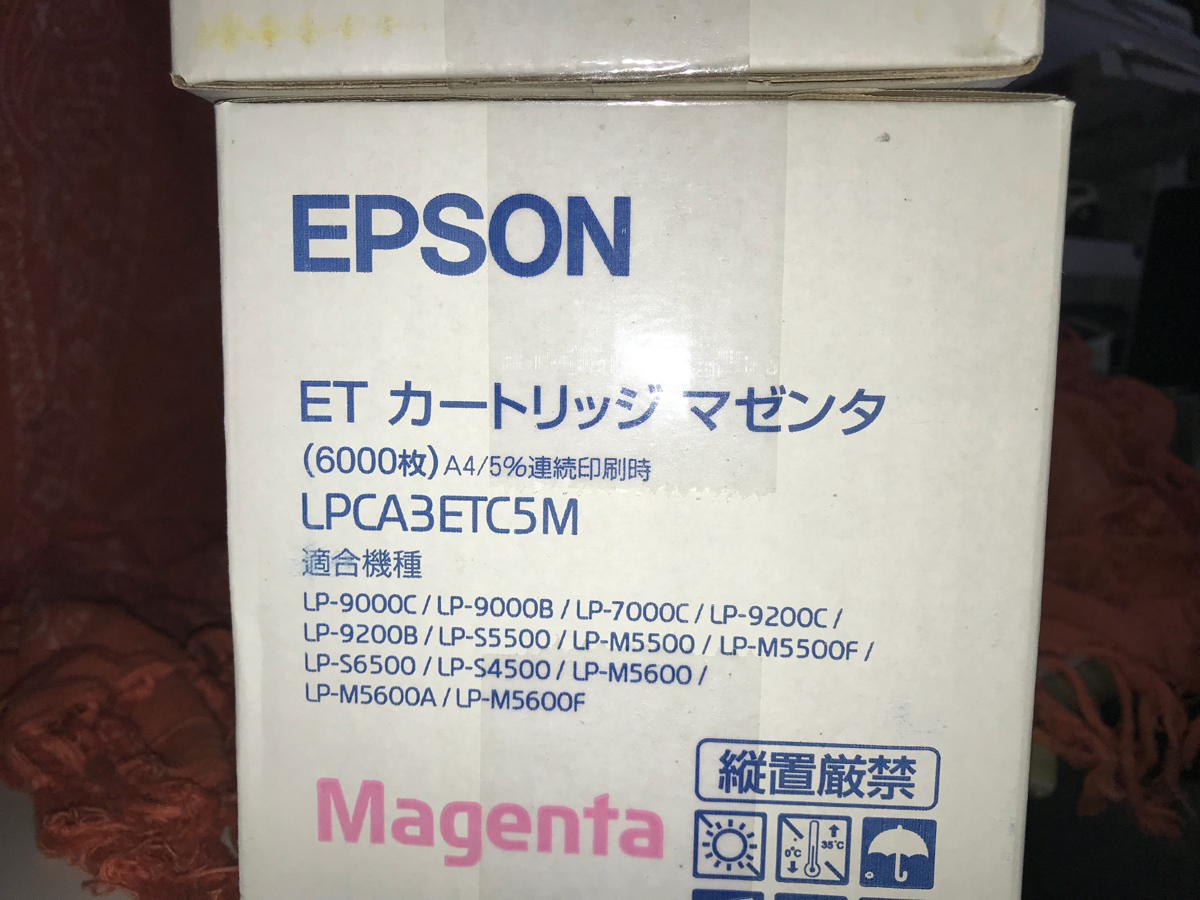 EPSON
ET カートリッジ マゼンタ
(6000枚) A4/5%連続印刷時
LPCA3ETC5M
適合機種
LP-9000C / LP-9000B / LP-7000C / LP-9200C /
LP-9200B / LP-S5500 / LP-M5500 / LP-M5500F /
LP-S6500 / LP-S4500 / LP-M5600 /
LP-M5600A / LP-M5600F
縦置厳禁
Magenta
0°C 35°C